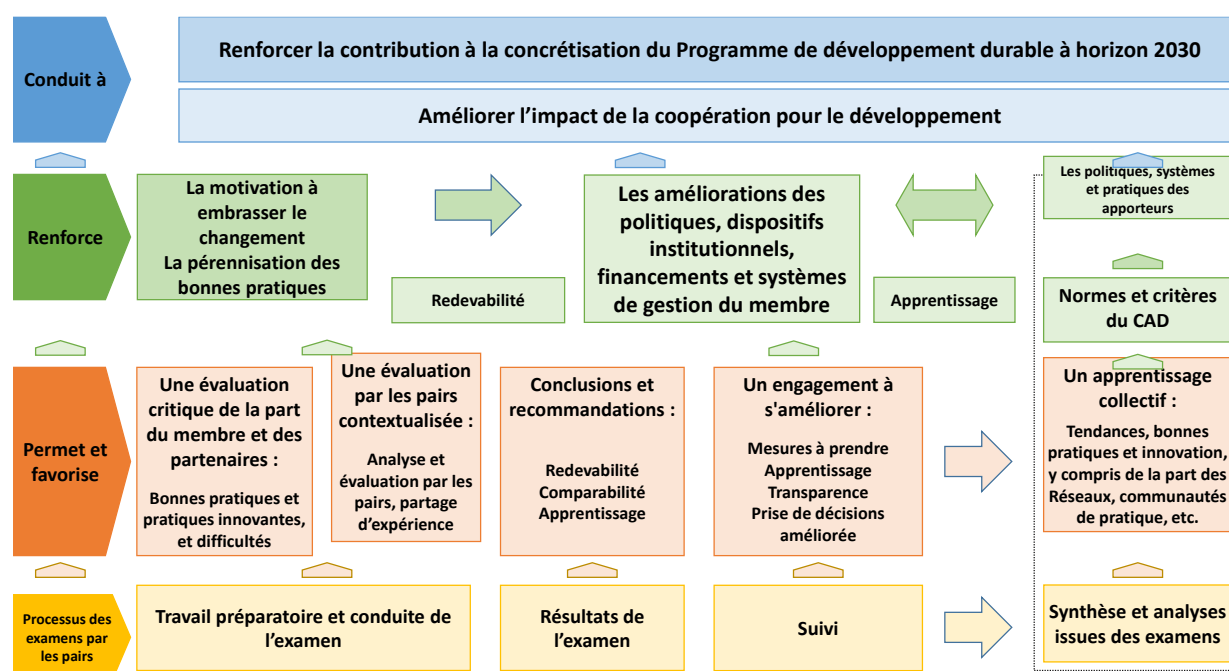 Conduit à
Renforcer la contribution à la concrétisation du Programme de développement durable à horizon 2030
Améliorer l’impact de la coopération pour le développement
Renforce
La motivation à
embrasser le
changement
La pérennisation des
bonnes pratiques
Redevabilité
Les améliorations des
politiques, dispositifs
institutionnels,
financements et systèmes
de gestion du membre
Apprentissage
Les politiques, systèmes
et pratiques des
apporteurs
Normes et critères
du CAD
Permet et
favorise
Une évaluation
critique de la part
du membre et des
partenaires :
Bonnes pratiques et
pratiques innovantes,
et difficultés
Une évaluation
par les pairs
contextualisée :
Analyse et
évaluation par les
pairs, partage
d’expérience
Conclusions et
recommandations :
Redevabilité
Comparabilité
Apprentissage
Un engagement à
s'améliorer :
Mesures à prendre
Apprentissage
Transparence
Prise de décisions
améliorée
Un apprentissage
collectif :
Tendances, bonnes
pratiques et innovation,
y compris de la part des
Réseaux, communautés
de pratique, etc.
Processus des
examens par
les pairs
Travail préparatoire et conduite de
l’examen
Résultats de
l’examen
Suivi
Synthèse et analyses
issues des examens